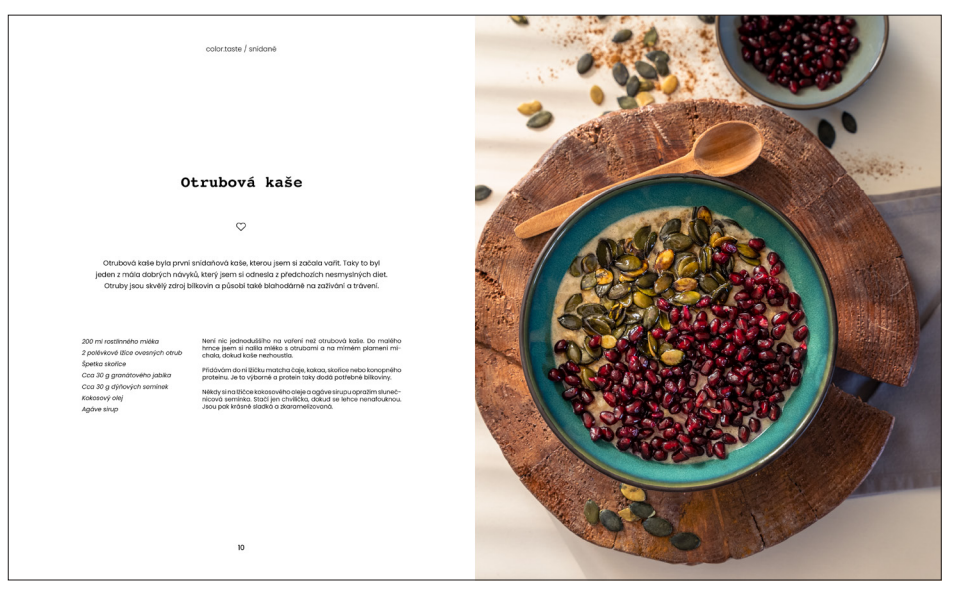 color.taste / snídaně
Otrubová kaše
Otrubová kaše byla první snídaňová kaše, kterou jsem si začala vařit. Taky to byl
jeden z mála dobrých návyků, který jsem si odnesla z předchozích nesmyslných diet.
Otruby jsou skvělý zdroj bílkovin a působí také blahodárně na zažívání a trávení.
200 ml rostlinného mléka
2 polévkové lžíce ovesných otrub
Špetka skořice
Cca 30 g granátového jablka
Cca 30 g dýňových semínek
Kokosový olej
Agáve sirup
Není nic jednoduššího na vaření než otrubová kaše. Do malého
hrnce jsem si nalila mléko s otrubami a na mírném plameni mí-
chala, dokud kaše nezhoustla.
Přidávám do ní lžičku matcha čaje, kakaa, skořice nebo konopného
proteinu. Je to výborné a protein taky dodá potřebné bílkoviny.
Někdy si na lžičce kokosového oleje a agáve sirupu opražím sluneč-
nicová semínka. Stačí jen chvilička, dokud se lehce nenafouknou.
Jsou pak krásně sladká a zkaramelizovaná.
10